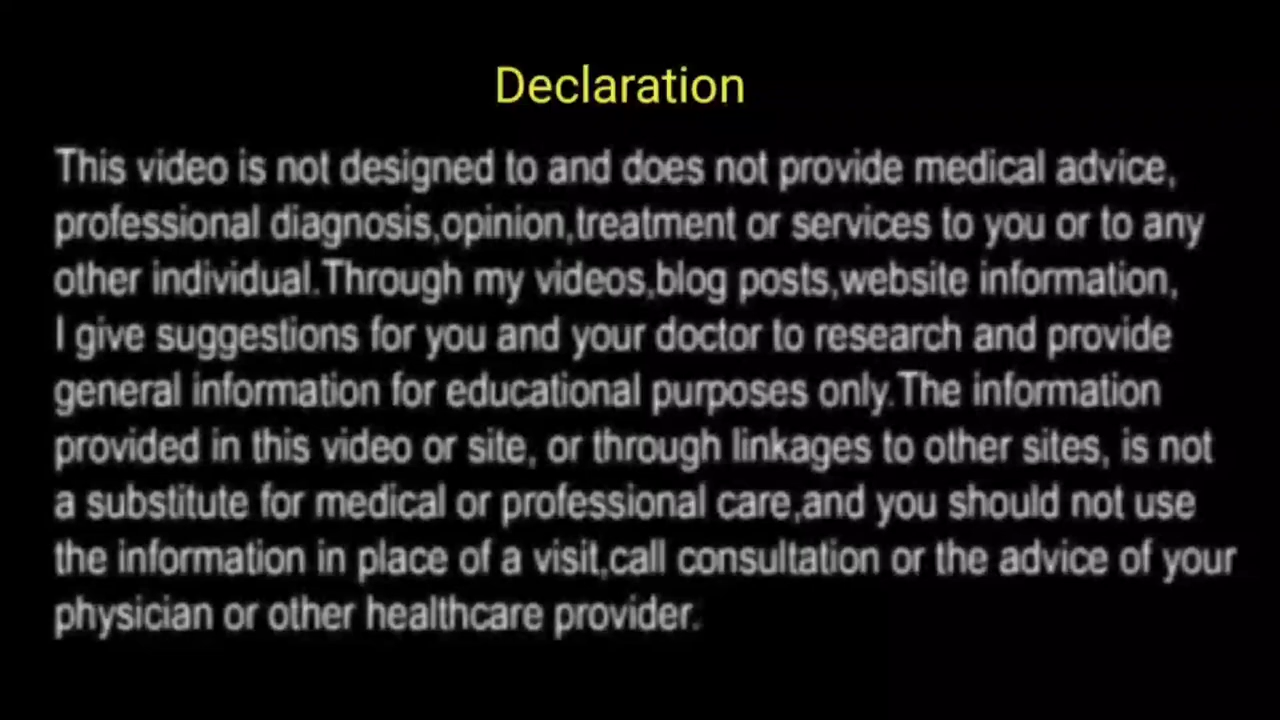 Declaration
This video is not designed to and does not provide medical advice,
professional diagnosis,opinion,treatment or services to you or to any
other individual.Through my videos,blog posts,website information,
I give suggestions for you and your doctor to research and provide
general information for educational purposes only.The information
provided in this video or site, or through linkages to other sites, is not
a substitute for medical or professional care,and you should not use
the information in place of a visit,call consultation or the advice of your
physician or other healthcare provider.